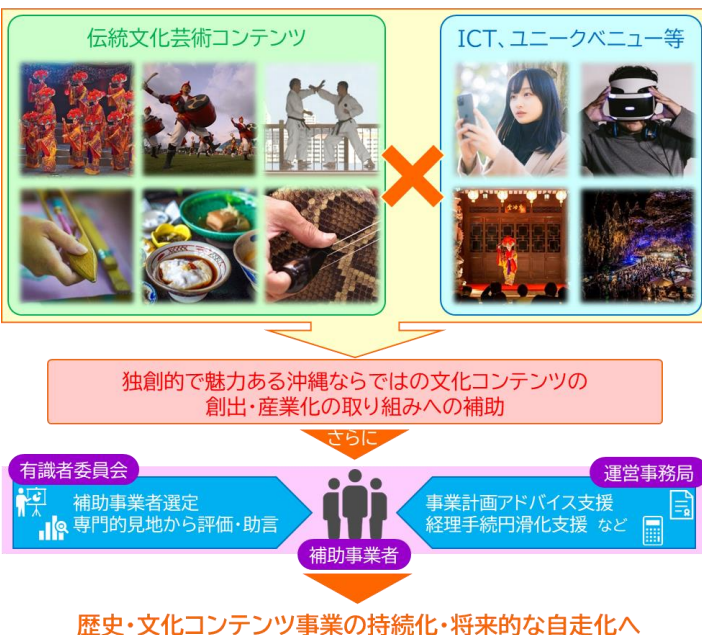 伝統文化芸術コンテンツ
ICT、ユニークベニュー等
独創的で魅力ある沖縄ならではの文化コンテンツの
創出・産業化の取り組みへの補助
さらに
有識者委員会
補助事業者選定
専門的見地から評価・助言
補助事業者
運営事務局
事業計画アドバイス支援
経理手続円滑化支援 など
歴史・文化コンテンツ事業の持続化・将来的な自走化へ